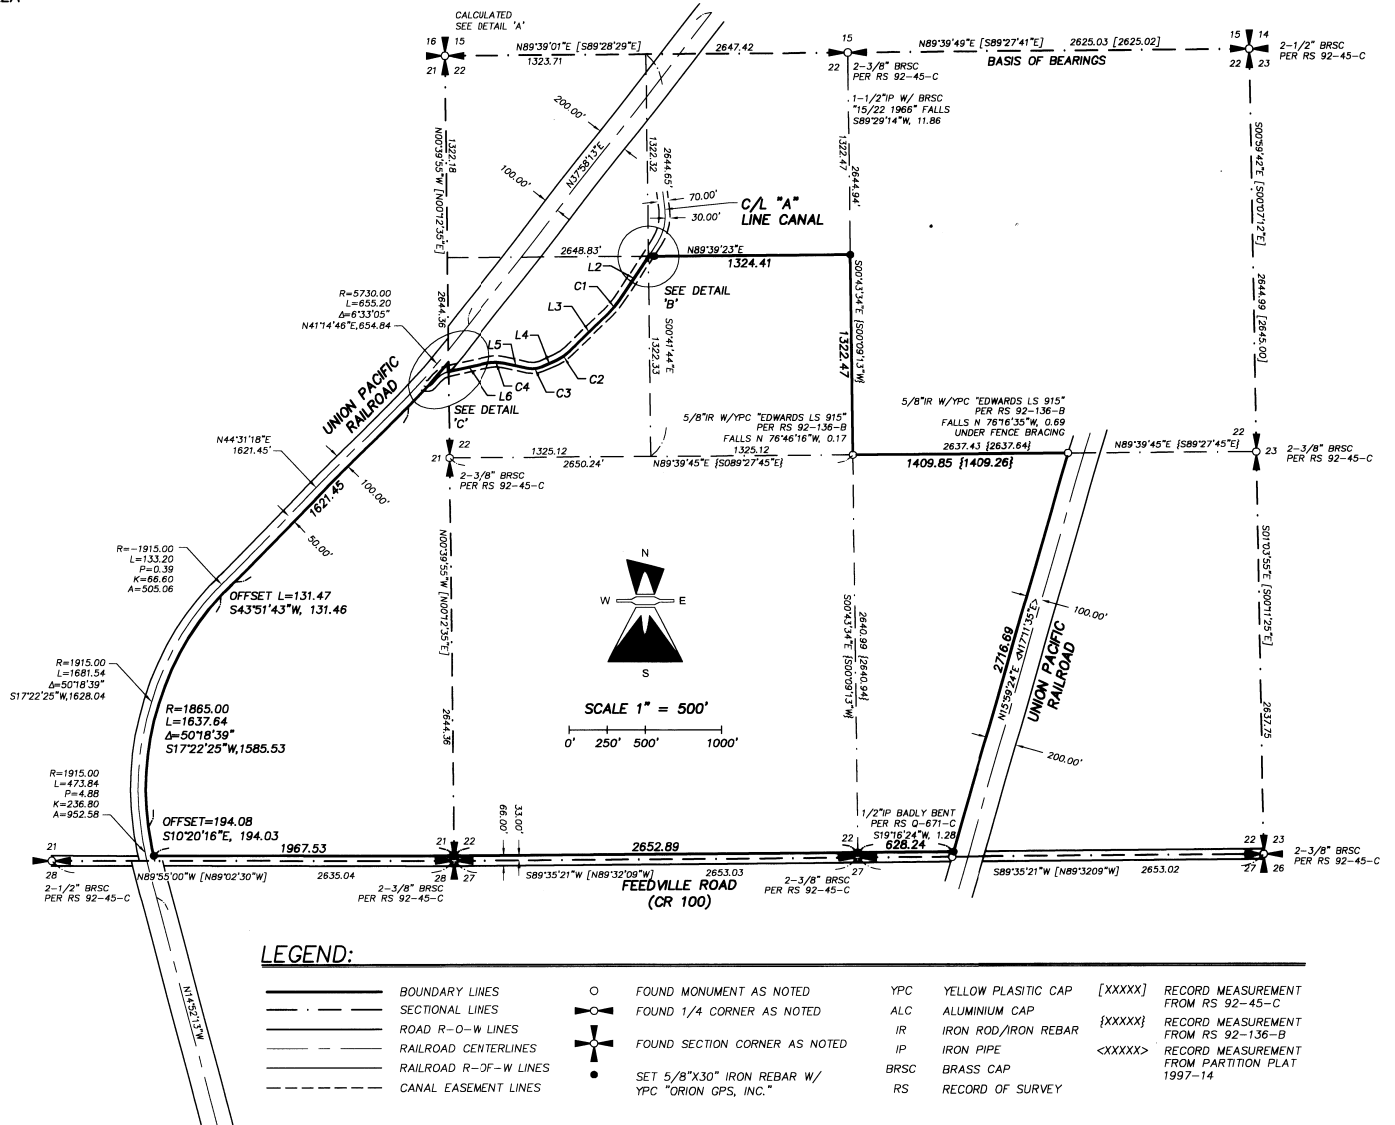 CALCULATED
SEE DETAIL 'A'
16 15
21 22
N89°39'01"E [S89°28'29"E]
1323.71
2647.42
15
22
2-3/8" BRSC
PER RS 92-45-C
N89°39'49"E [S89°27'41"E]
2625.03 [2625.02]
BASIS OF BEARINGS
15 14
22 23
2-1/2" BRSC
PER RS 92-45-C
1-1/2"IP W/ BRSC
"15/22 1966" FALLS
S89°29'14"W, 11.86
200.00'
100.00'
N37°58'13"E
N00°39'55"W [N00°12'35"E]
1322.18
1322.32
2644.65'
1322.47
2644.94'
S00°59'42"E [S00°07'12"E]
2644.99 [2645.00]
70.00'
30.00'
C/L "A"
LINE CANAL
2648.83'
N89°39'23"E
1324.41
L2
C1
L3
L4
L5
C2
C3
C4
L6
SEE DETAIL
'B'
R=5730.00
L=655.20
Δ=6°33'05"
N41°14'46"E,654.84
2644.36
S00°41'44"E
1322.33
1322.47
S00°43'34"E {S00°09'13"W}
UNION PACIFIC
RAILROAD
SEE DETAIL
'C'
5/8"IR W/YPC "EDWARDS LS 915"
PER RS 92-136-B
FALLS N 76°46'16"W, 0.17
5/8"IR W/YPC "EDWARDS LS 915"
PER RS 92-136-B
FALLS N 76°16'35"W, 0.69
UNDER FENCE BRACING
N44°31'18"E
1621.45'
1621.45
100.00'
50.00'
22
21
2-3/8" BRSC
PER RS 92-45-C
1325.12
2650.24'
1325.12
N89°39'45"E {S089°27'45"E}
2637.43 {2637.64}
1409.85 {1409.26}
N89°39'45"E [S89°27'45"E]
22
23
2-3/8" BRSC
PER RS 92-45-C
R=-1915.00
L=133.20
P=0.39
K=66.60
A=505.06
OFFSET L=131.47
S43°51'43"W, 131.46
N00°39'55"W [N00°12'35"E]
2644.36
N
W E
S
S00°43'34"E {S00°09'13"W}
2640.99 {2640.94}
2716.69
N15°59'24"E <N17°11'35"E>
100.00'
UNION PACIFIC
RAILROAD
200.00'
S01°03'55"E [S00°11'25"E]
2637.75
R=1915.00
L=1681.54
Δ=50°18'39"
S17°22'25"W,1628.04
R=1865.00
L=1637.64
Δ=50°18'39"
S17°22'25"W,1585.53
SCALE 1" = 500'
0' 250' 500' 1000'
R=1915.00
L=473.84
P=4.88
K=236.80
A=952.58
OFFSET=194.08
S10°20'16"E, 194.03
66.00'
33.00'
1/2"IP BADLY BENT
PER RS Q-671-C
S19°16'24"W, 1.28
21
28
1967.53
21 22
28 27
2652.89
22
27
628.24
22 23
27 26
N89°55'00"W [N89°02'30"W]
2635.04
S89°35'21"W [N89°32'09"W]
2653.03
S89°35'21"W [N89°3209"W]
2653.02
2-1/2" BRSC
PER RS 92-45-C
2-3/8" BRSC
PER RS 92-45-C
FEEDVILLE ROAD
(CR 100)
2-3/8" BRSC
PER RS 92-45-C
2-3/8" BRSC
PER RS 92-45-C
N14°52'13"W
LEGEND:
BOUNDARY LINES
SECTIONAL LINES
ROAD R-O-W LINES
RAILROAD CENTERLINES
RAILROAD R-OF-W LINES
CANAL EASEMENT LINES
FOUND MONUMENT AS NOTED
FOUND 1/4 CORNER AS NOTED
FOUND SECTION CORNER AS NOTED
SET 5/8"X30" IRON REBAR W/
YPC "ORION GPS, INC."
YPC YELLOW PLASITIC CAP
ALC ALUMINIUM CAP
IR IRON ROD/IRON REBAR
IP IRON PIPE
BRSC BRASS CAP
RS RECORD OF SURVEY
[XXXXX] RECORD MEASUREMENT
FROM RS 92-45-C
{XXXXX} RECORD MEASUREMENT
FROM RS 92-136-B
<XXXXX> RECORD MEASUREMENT
FROM PARTITION PLAT
1997-14